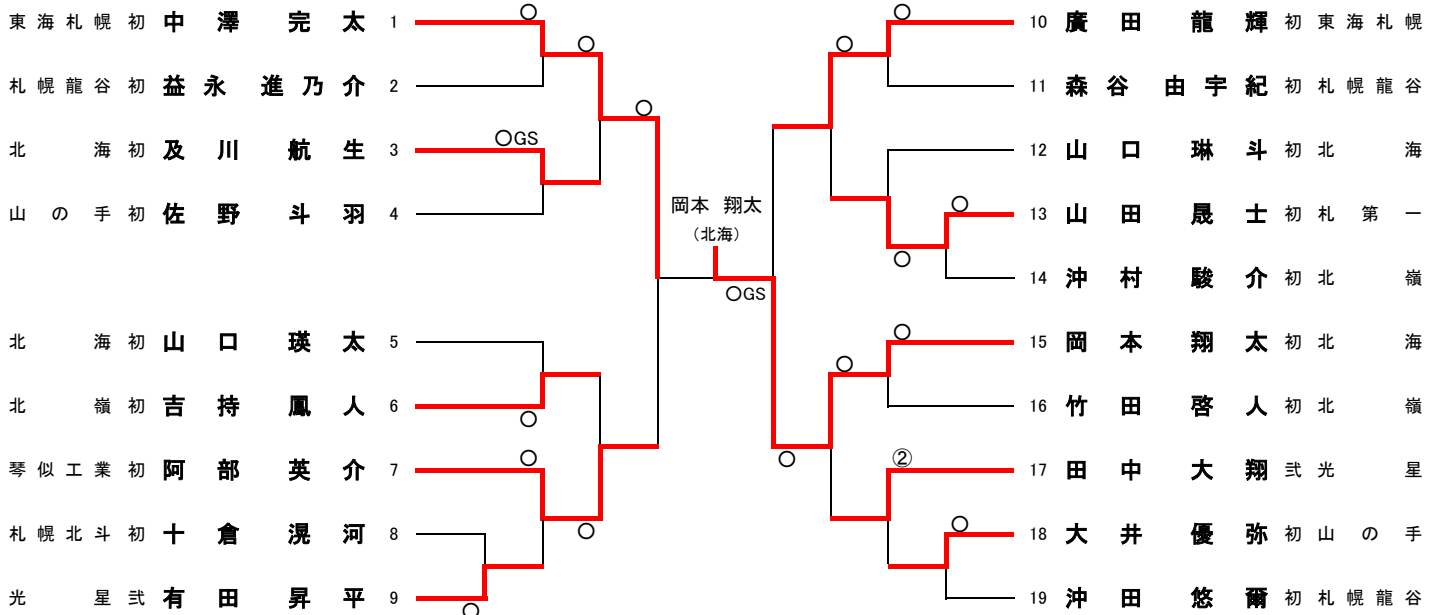 東海札幌 初 中澤完太 1
○
○
札幌龍谷 初 益永進乃介 2
○
北海 初 及川航生 3
○GS
山の手 初 佐野斗羽 4
北海 初 山口瑛太 5
北嶺 初 吉持鳳人 6
○
琴似工業 初 阿部英介 7
○
○
札幌北斗 初 十倉滉河 8
光星 弐 有田昇平 9
○
岡本 翔太
(北海)
○GS
○
○
10 廣田龍輝 初 東海札幌
11 森谷由宇紀 初 札幌龍谷
12 山口琳斗 初 北海
○
13 山田晟士 初 札第一
○
14 沖村駿介 初 北嶺
○
15 岡本翔太 初 北海
○
16 竹田啓人 初 北嶺
○
②
17 田中大翔 弐 光星
○
18 大井優弥 初 山の手
19 沖田悠爾 初 札幌龍谷